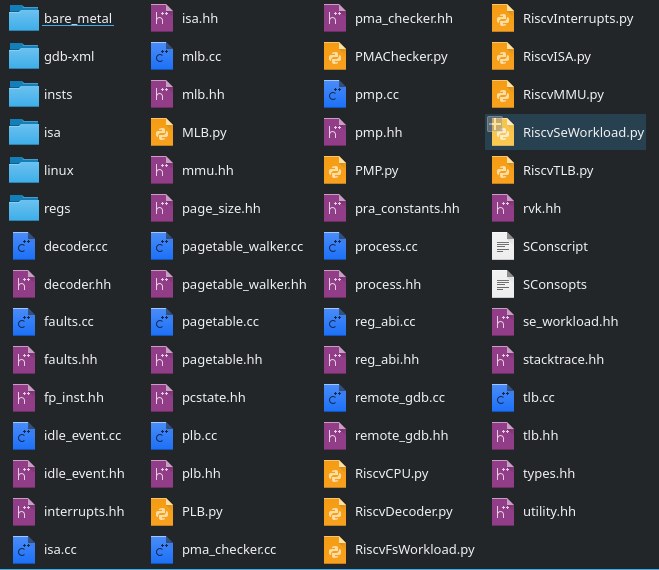 bare_metal
gdb-xml
insts
isa
linux
regs
decoder.cc
decoder.hh
faults.cc
faults.hh
fp_inst.hh
idle_event.cc
idle_event.hh
interrupts.hh
isa.cc
isa.hh
mlb.cc
mlb.hh
MLB.py
mmu.hh
page_size.hh
pagetable_walker.cc
pagetable_walker.hh
pagetable.cc
pagetable.hh
pcstate.hh
plb.cc
plb.hh
PLB.py
pma_checker.cc
pma_checker.hh
PMAChecker.py
pmp.cc
pmp.hh
PMP.py
pra_constants.hh
process.cc
process.hh
reg_abi.cc
reg_abi.hh
remote_gdb.cc
remote_gdb.hh
RiscvCPU.py
RiscvDecoder.py
RiscvFsWorkload.py
RiscvInterrupts.py
RiscvISA.py
RiscvMMU.py
RiscvSeWorkload.py
RiscvTLB.py
rvk.hh
SConscript
SConsopts
se_workload.hh
stacktrace.hh
tlb.cc
tlb.hh
types.hh
utility.hh